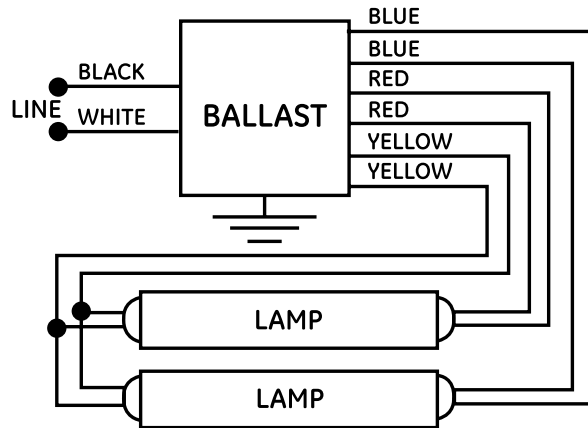 BLUE
BLUE
BLACK
RED
LINE
WHITE
BALLAST
RED
YELLOW
YELLOW
LAMP
LAMP